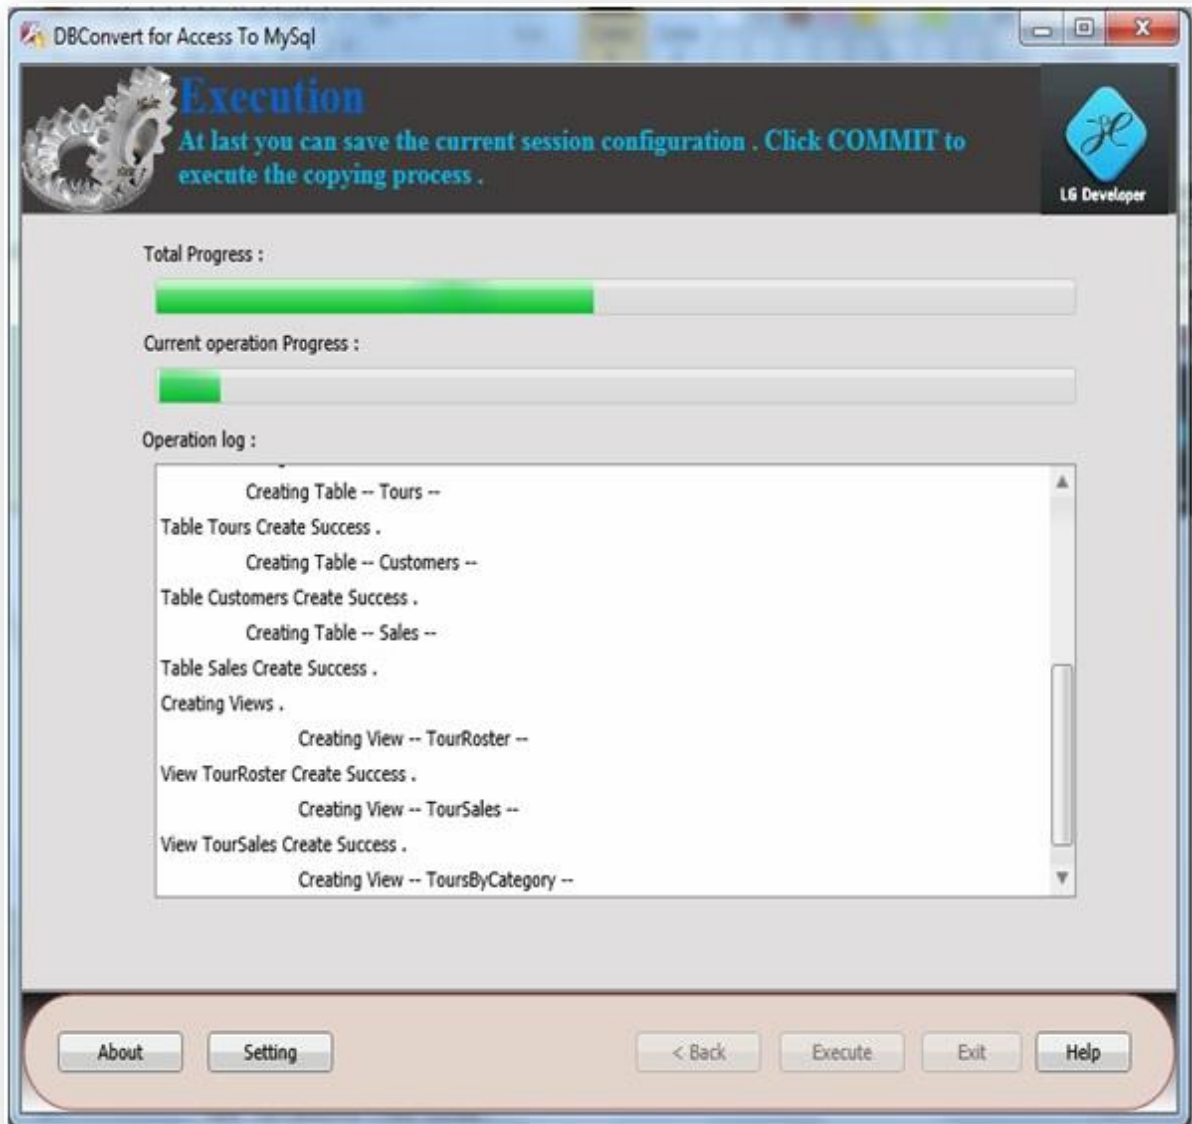 DBConvert for Access To MySql
Execution
At last you can save the current session configuration . Click COMMIT to
execute the copying process .
LG Developer
Total Progress :
Current operation Progress :
Operation log :
Creating Table -- Tours --
Table Tours Create Success .
Creating Table -- Customers --
Table Customers Create Success .
Creating Table -- Sales --
Table Sales Create Success .
Creating Views .
Creating View -- TourRoster --
View TourRoster Create Success .
Creating View -- TourSales --
View TourSales Create Success .
Creating View -- ToursByCategory --
About
Setting
< Back
Execute
Exit
Help